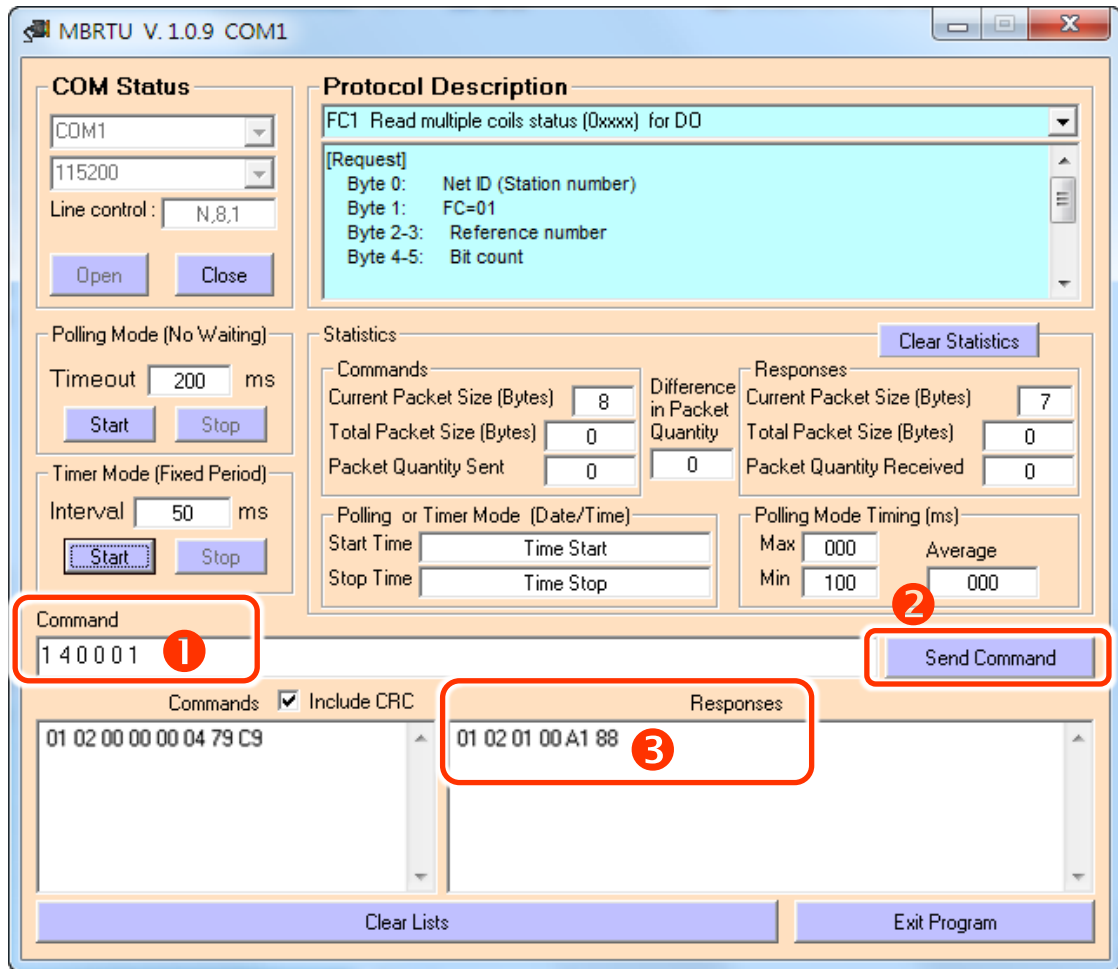 MBRTU V. 1.0.9 COM1
COM Status
COM1
115200
Line control : N,8,1
Open Close
Protocol Description
FC1 Read multiple coils status (0xxxx) for DO
[Request]
Byte 0: Net ID (Station number)
Byte 1: FC=01
Byte 2-3: Reference number
Byte 4-5: Bit count
Polling Mode (No Waiting)
Timeout 200 ms
Start Stop
Timer Mode (Fixed Period)
Interval 50 ms
Start Stop
Statistics
Clear Statistics
Commands
Current Packet Size (Bytes) 8
Total Packet Size (Bytes) 0
Packet Quantity Sent 0
Difference
in Packet
Quantity
0
Responses
Current Packet Size (Bytes) 7
Total Packet Size (Bytes) 0
Packet Quantity Received 0
Polling or Timer Mode (Date/Time)
Start Time Time Start
Stop Time Time Stop
Polling Mode Timing (ms)
Max 000
Min 100
Average
000
Command
1 4 0 0 0 1
1
2
Send Command
Commands Include CRC
01 02 00 00 00 04 79 C9
Responses
01 02 01 00 A1 88
3
Clear Lists
Exit Program